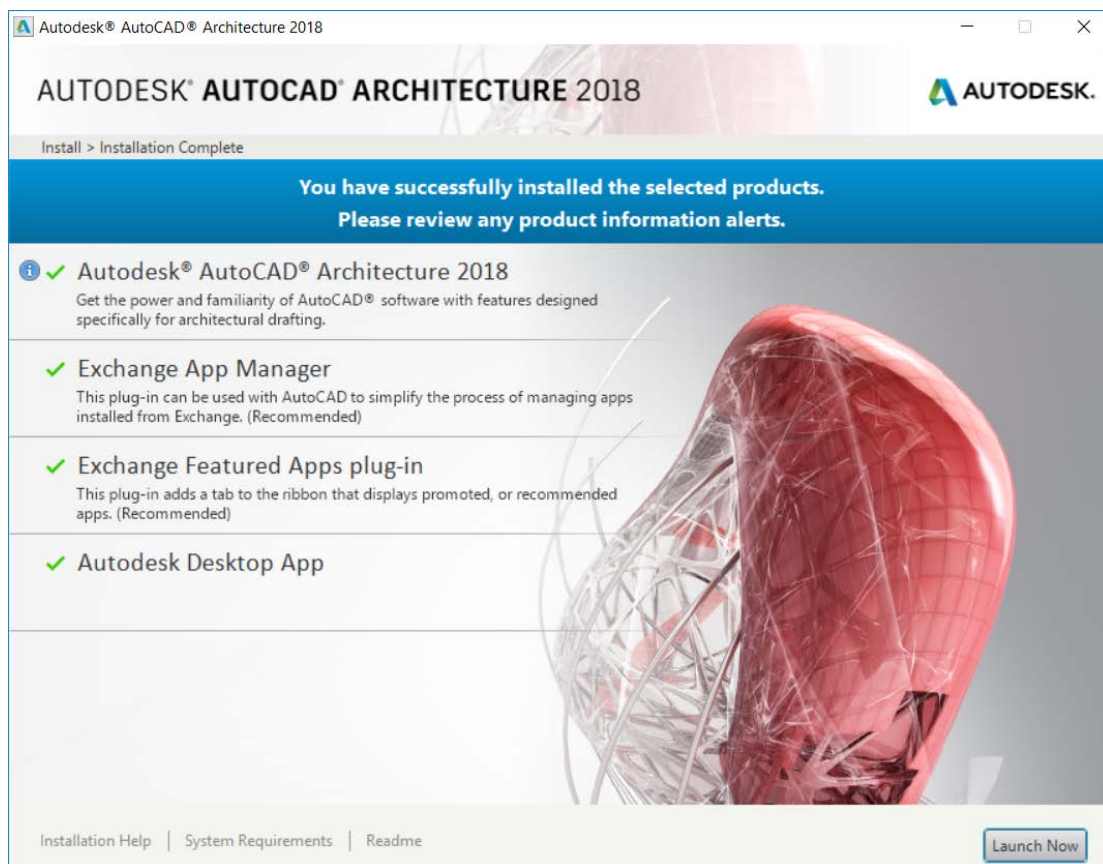 Autodesk® AutoCAD® Architecture 2018
AUTODESK® AUTOCAD® ARCHITECTURE 2018
AUTODESK.
Install > Installation Complete
You have successfully installed the selected products.
Please review any product information alerts.
Autodesk® AutoCAD® Architecture 2018
Get the power and familiarity of AutoCAD® software with features designed
specifically for architectural drafting.
Exchange App Manager
This plug-in can be used with AutoCAD to simplify the process of managing apps
installed from Exchange. (Recommended)
Exchange Featured Apps plug-in
This plug-in adds a tab to the ribbon that displays promoted, or recommended
apps. (Recommended)
Autodesk Desktop App
Installation Help | System Requirements | Readme
Launch Now